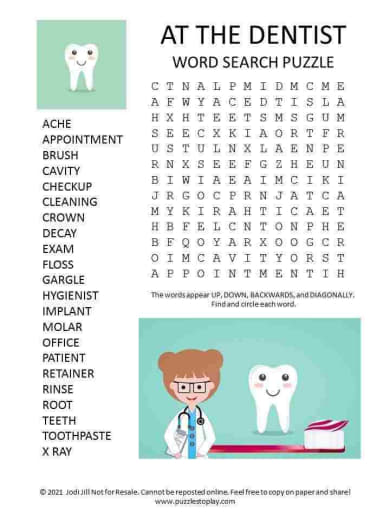 AT THE DENTIST
WORD SEARCH PUZZLE
ACHE
APPOINTMENT
BRUSH
CAVITY
CHECKUP
CLEANING
CROWN
DECAY
EXAM
FLOSS
GARGLE
HYGIENIST
IMPLANT
MOLAR
OFFICE
PATIENT
RETAINER
RINSE
ROOT
TEETH
TOOTHPASTE
X RAY
C T N A L P M I D M C M E
A F W Y A C E D T I S L A
H X H T E E T S M S G U M
S E E C X K I A O R T F R
U S T U L N X L A E N P E
R N X S E E F G Z H E U N
B I W I A E A I M C I K I
J R G O C P R N J A T C A
M Y K I R A H T I C A E T
H B F E L C N T O N P H E
B F Q O Y A R X O O G C R
O I M C A V I T Y O R S T
A P P O I N T M E N T I H
The words appear UP, DOWN, BACKWARDS, and DIAGONALLY.
Find and circle each word.
© 2021 Jodi Jill Not for Resale. Cannot be reposted online. Feel free to copy on paper and share!
www.puzzlestoplay.com